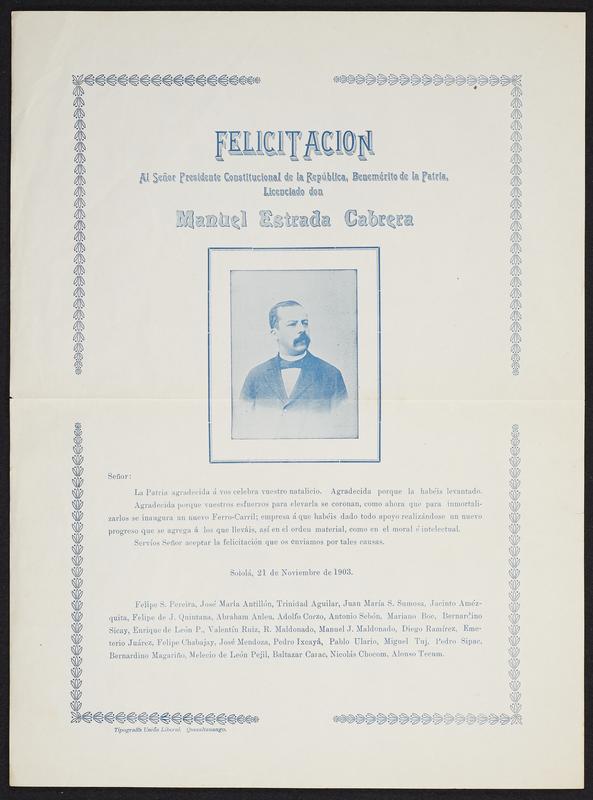 FELICITACION
Al Señor Presidente Constitucional de la República, Benemérito de la Patria,
Licenciado don
Manuel Estrada Cabrera
Señor:
La Patria agradecida á vos celebra vuestro natalicio. Agradecida porque la habéis levantado.
Agradecida porque vuestros esfuerzos para elevarla se coronan, como ahora que para inmortali-
zarlos se inaugura un nuevo Ferro-Carril; empresa á que habéis dado todo apoyo realizándose un nuevo
progreso que se agrega á los que lleváis, así en el orden material, como en el moral é intelectual.
Servíos Señor aceptar la felicitación que os enviamos por tales causas.
Sololá, 21 de Noviembre de 1903.
Felipe S. Pereira, José María Antillón, Trinidad Aguilar, Juan María S. Sumosa, Jacinto Améz-
quita, Felipe de J. Quintana, Abraham Anleu, Adolfo Corzo, Antonio Sebón, Mariano Boc, Bernardino
Sicay, Enrique de León P., Valentín Ruiz, R. Maldonado, Manuel J. Maldonado, Diego Ramírez, Eme-
terio Juárez, Felipe Chabajay, José Mendoza, Pedro Ixcayá, Pablo Ulario, Miguel Tuj, Pedro Sipac,
Bernardino Magariño, Melecio de León Pejil, Baltazar Carac, Nicolás Chocom, Alonso Tecum.
Tipografía Unión Liberal. Quezaltenango.